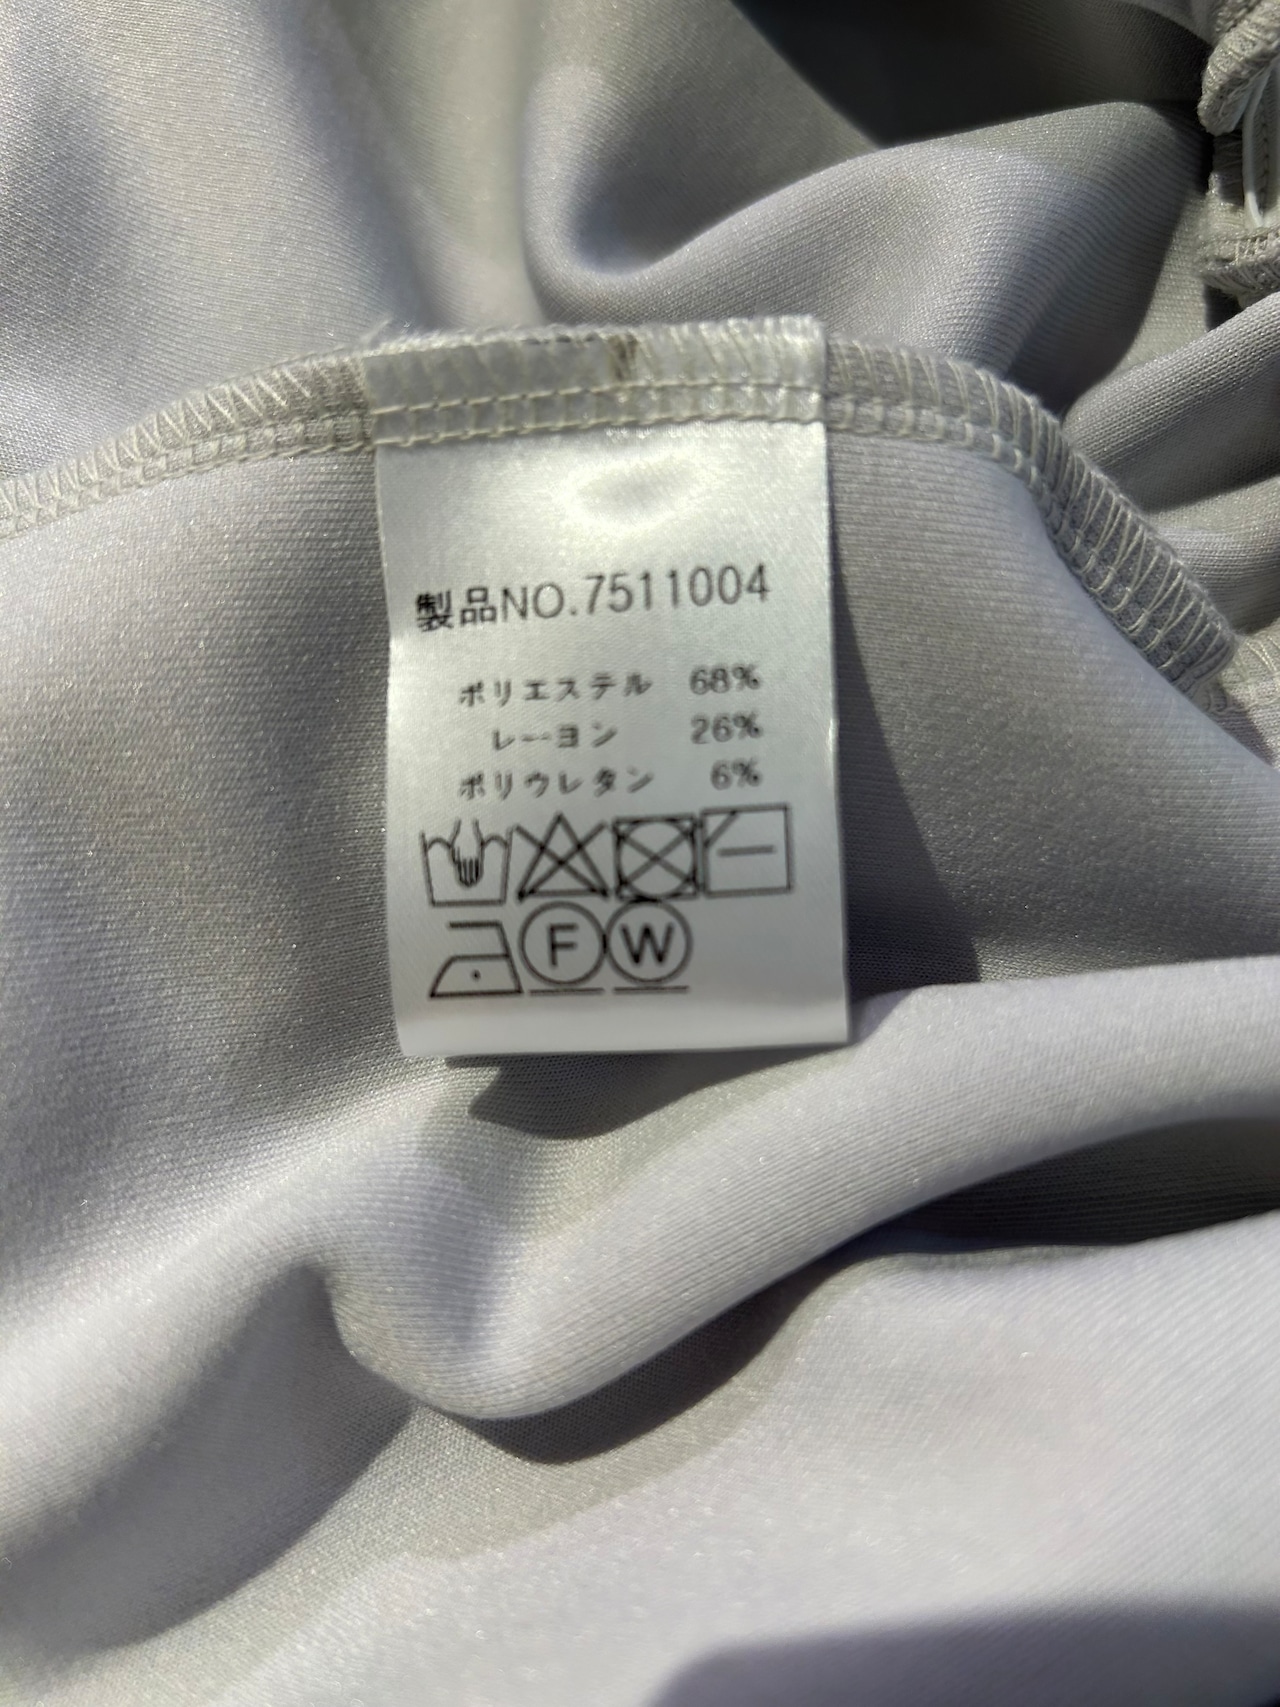 製品NO.7511004
ポリエステル 68%
レーヨン 26%
ポリウレタン 6%
F W